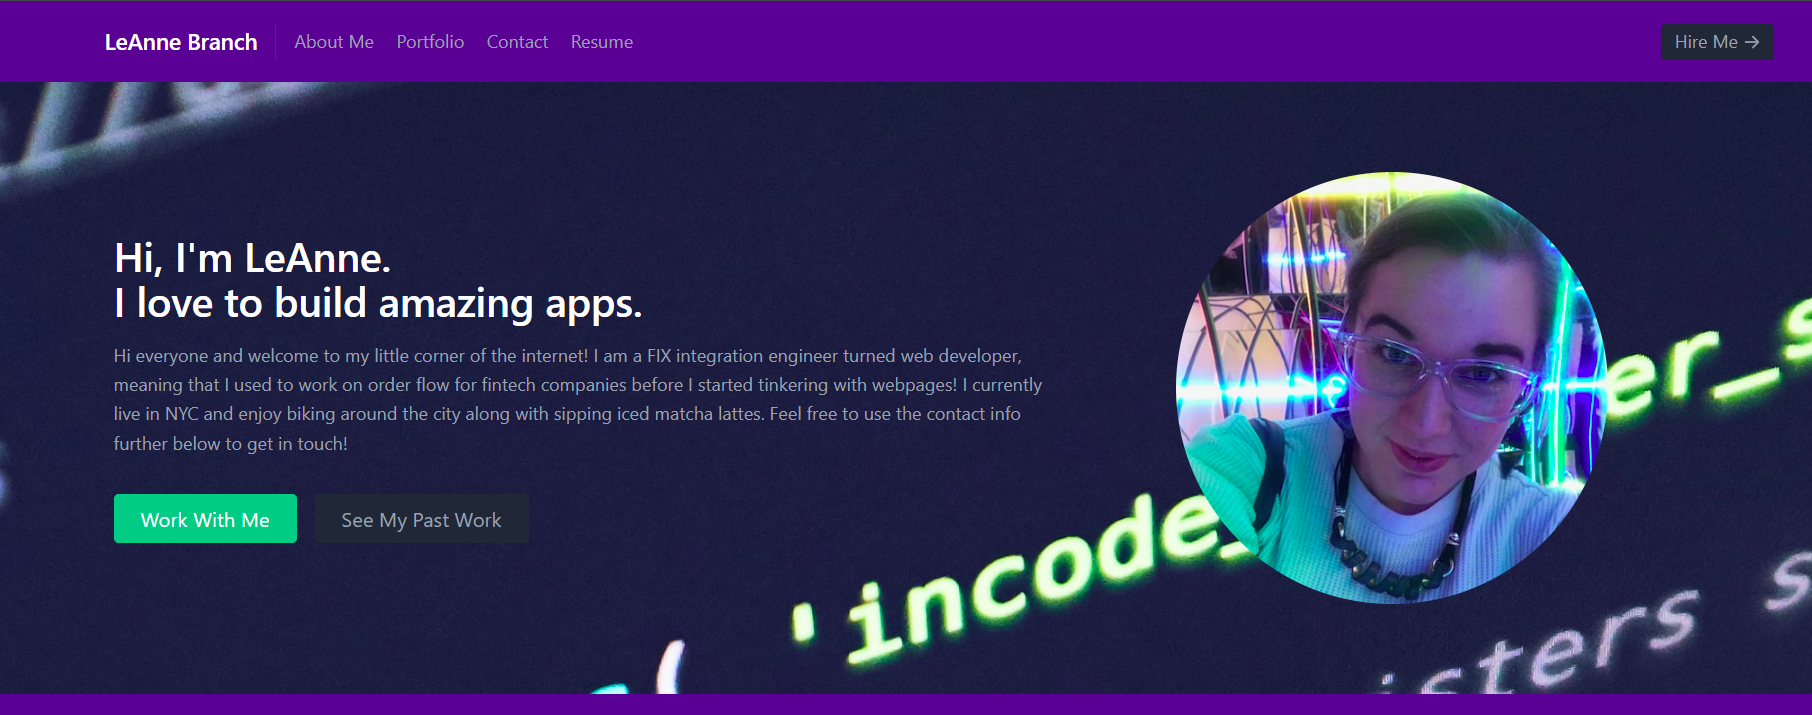 LeAnne Branch About Me Portfolio Contact Resume Hire Me →
Hi, I'm LeAnne.
I love to build amazing apps.
Hi everyone and welcome to my little corner of the internet! I am a FIX integration engineer turned web developer,
meaning that I used to work on order flow for fintech companies before I started tinkering with webpages! I currently
live in NYC and enjoy biking around the city along with sipping iced matcha lattes. Feel free to use the contact info
further below to get in touch!
Work With Me See My Past Work
er_s
'incode_
isters s
(